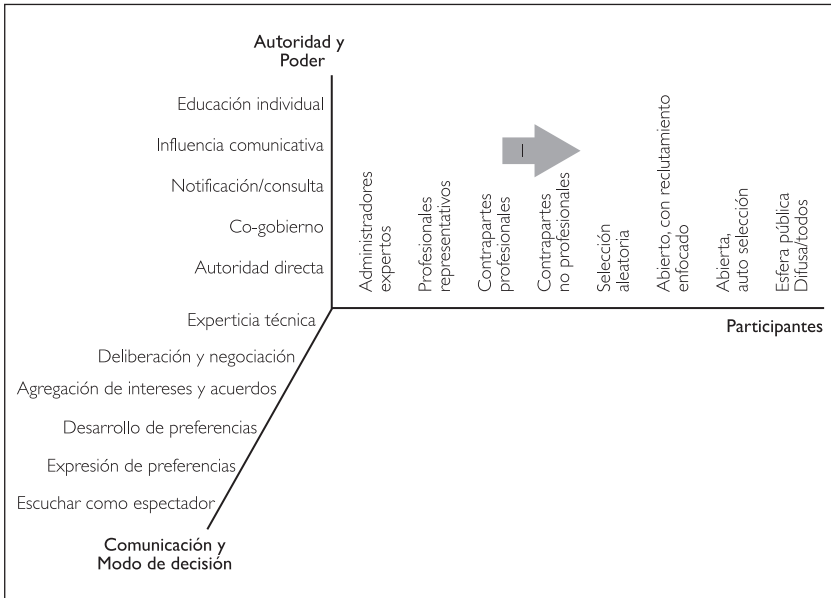 Autoridad y
Poder
Educación individual
Influencia comunicativa
Notificación/consulta
Co-gobierno
Autoridad directa
I
Administradores
expertos
Profesionales
representativos
Contrapartes
profesionales
Contrapartes
no profesionales
Selección
aleatoria
Abierto, con reclutamiento
enfocado
Abierta,
auto selección
Esfera pública
Difusa/todos
Participantes
Experticia técnica
Deliberación y negociación
Agregación de intereses y acuerdos
Desarrollo de preferencias
Expresión de preferencias
Escuchar como espectador
Comunicación y
Modo de decisión